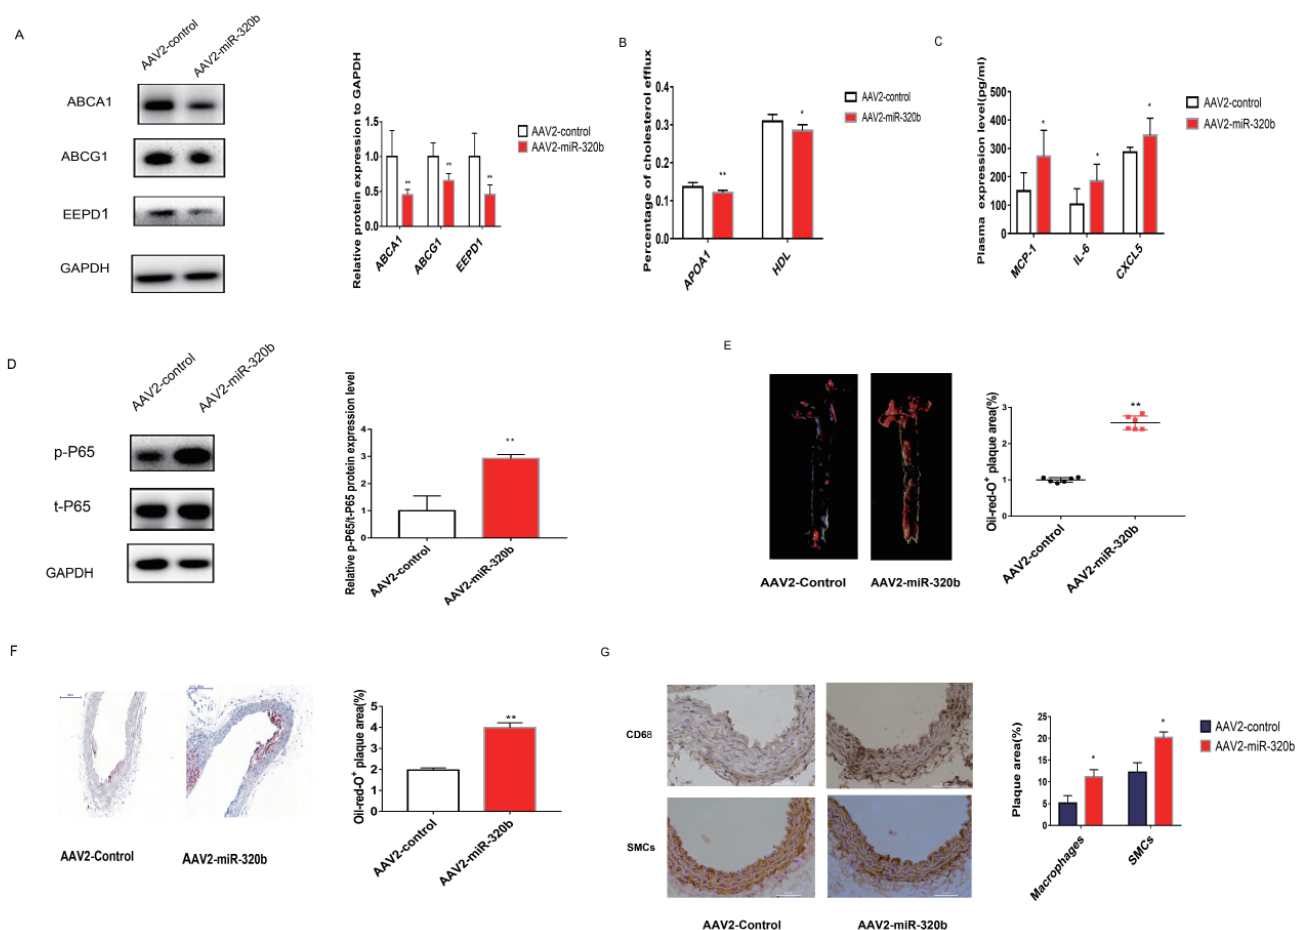 A
AAV2-control
AAV2-miR-320b
ABCA1
ABCG1
EEPD1
GAPDH
Relative protein expression to GAPDH
1.5
1.0
0.5
0.0
** ** **
ABCA1 ABCG1 EEPD1
AAV2-control
AAV2-miR-320b
B
Percentage of cholesterol efflux
0.4
0.3
0.2
0.1
0.0
** *
APOA1 HDL
AAV2-control
AAV2-miR-320b
C
Plasma expression level(pg/ml)
500
400
300
200
100
0
* * *
MCP-1 IL-6 CXCL5
AAV2-control
AAV2-miR-320b
D
AAV2-control
AAV2-miR-320b
p-P65
t-P65
GAPDH
Relative p-P65/t-P65 protein expression level
4
3
2
1
0
**
AAV2-control
AAV2-miR-320b
E
AAV2-Control
AAV2-miR-320b
Oil-red-O+ plaque area(%)
3
2
1
0
**
AAV2-control
AAV2-miR-320b
F
AAV2-Control
AAV2-miR-320b
Oil-red-O+ plaque area(%)
5
4
3
2
1
0
**
AAV2-control
AAV2-miR-320b
G
CD68
SMCs
AAV2-Control
AAV2-miR-320b
Plaque area(%)
25
20
15
10
5
0
* *
Macrophages SMCs
AAV2-control
AAV2-miR-320b